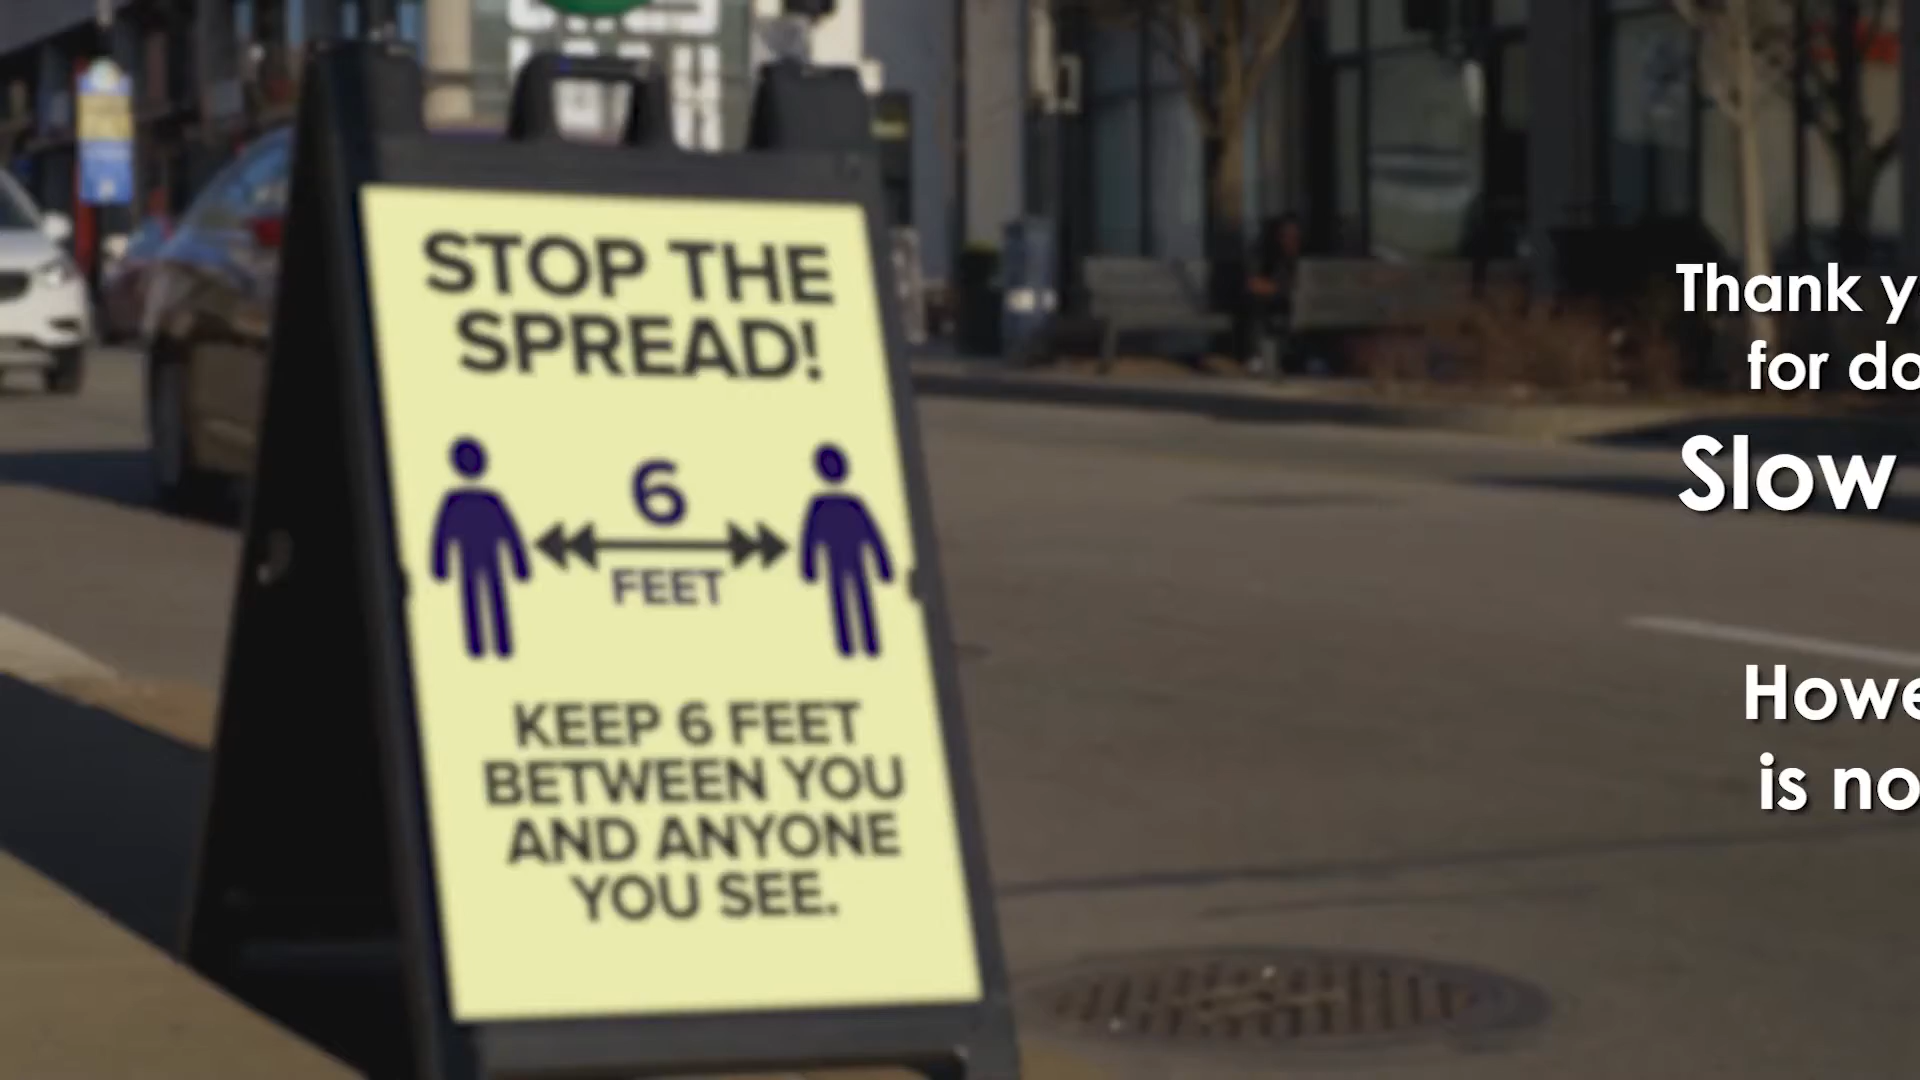 STOP THE
SPREAD!
6
FEET
KEEP 6 FEET
BETWEEN YOU
AND ANYONE
YOU SEE.
Thank y
for do
Slow
Howe
is no